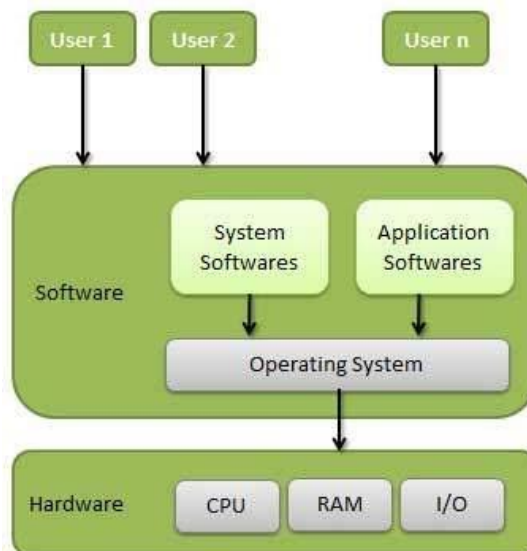 User 1
User 2
User n
System
Softwares
Application
Softwares
Software
Operating System
Hardware
CPU
RAM
I/O